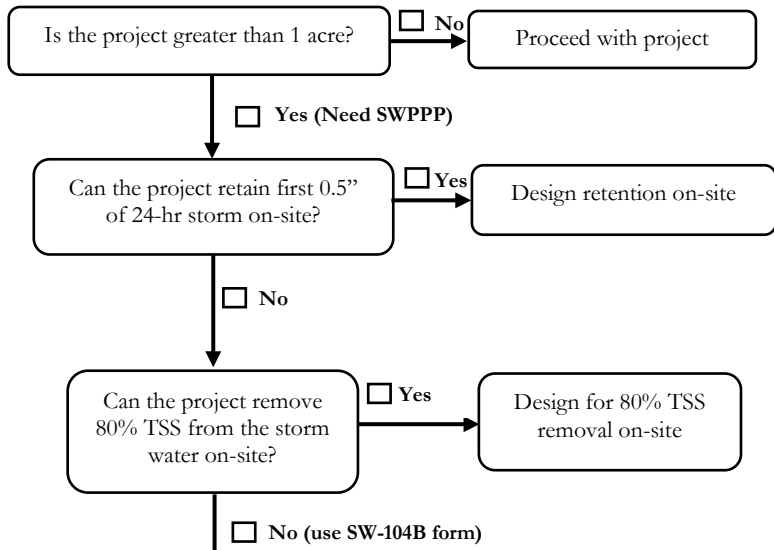 Is the project greater than 1 acre?
No
Proceed with project
Yes (Need SWPPP)
Can the project retain first 0.5”
of 24-hr storm on-site?
Yes
Design retention on-site
No
Can the project remove
80% TSS from the storm
water on-site?
Yes
Design for 80% TSS
removal on-site
No (use SW-104B form)